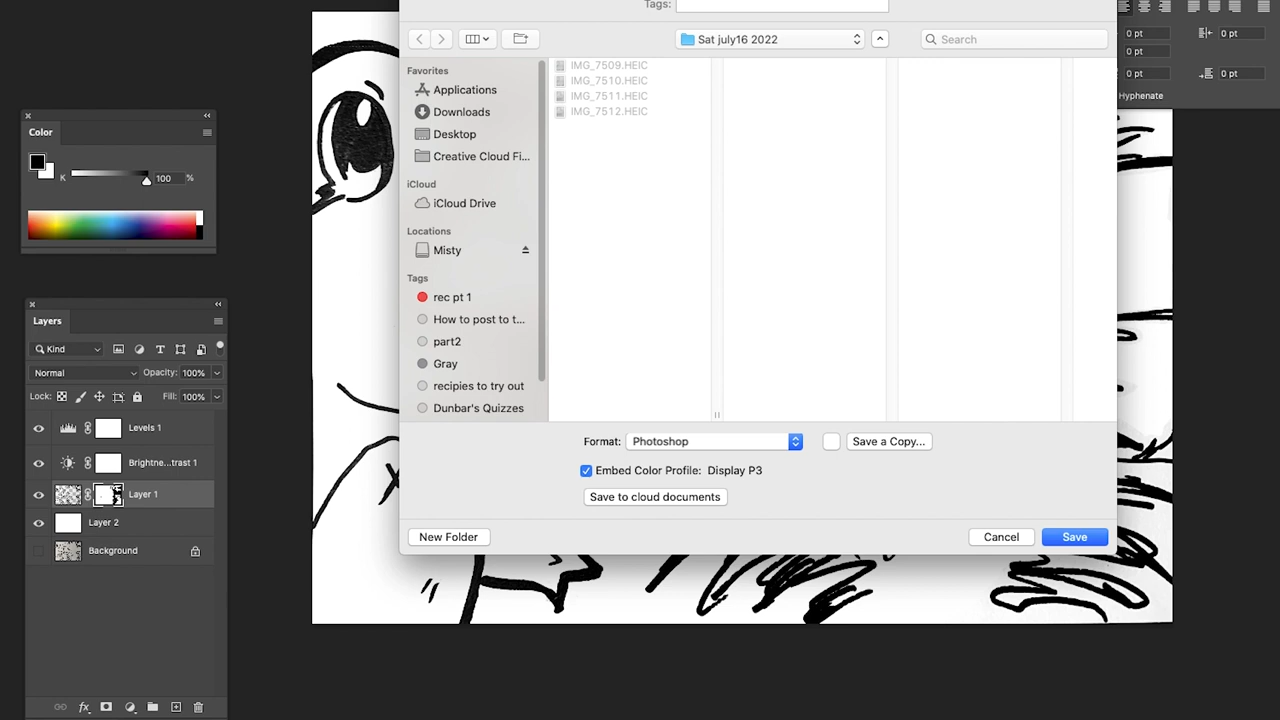 Tags:
Sat july16 2022
Search
0 pt
0 pt
0 pt
0 pt
0 pt
Hyphenate
Favorites
Applications
Downloads
Desktop
Creative Cloud Fi...
iCloud
iCloud Drive
Locations
Misty
Tags
rec pt 1
How to post to t...
part2
Gray
recipies to try out
Dunbar's Quizzes
IMG_7509.HEIC
IMG_7510.HEIC
IMG_7511.HEIC
IMG_7512.HEIC
Format: Photoshop
Save a Copy...
Embed Color Profile: Display P3
Save to cloud documents
New Folder
Cancel
Save
Color
K 100 %
Layers
Kind
Normal Opacity: 100%
Lock: Fill: 100%
Levels 1
Brightne...trast 1
Layer 1
Layer 2
Background
fx